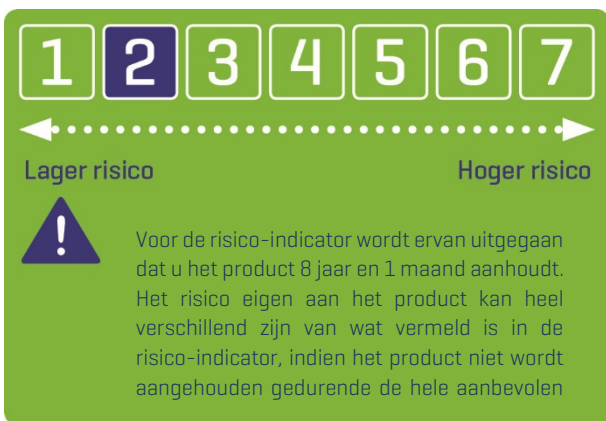 1 2 3 4 5 6 7
Lager risico Hoger risico
Voor de risico-indicator wordt ervan uitgegaan
dat u het product 8 jaar en 1 maand aanhoudt.
Het risico eigen aan het product kan heel
verschillend zijn van wat vermeld is in de
risico-indicator, indien het product niet wordt
aangehouden gedurende de hele aanbevolen